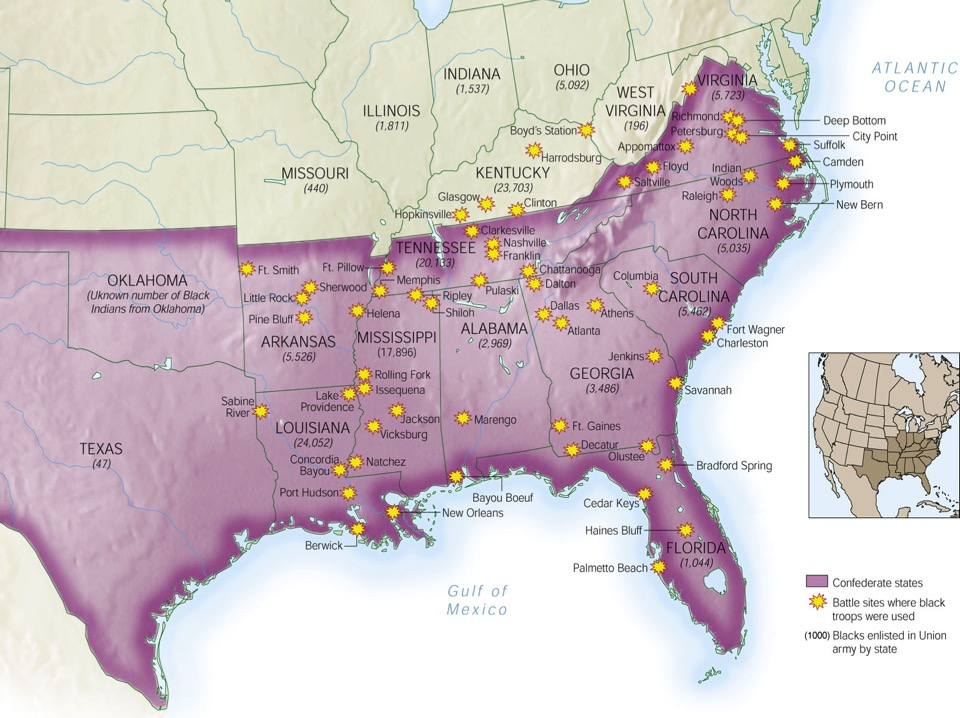 ATLANTIC
OCEAN
INDIANA
(1,537)
OHIO
(5,092)
ILLINOIS
(1,811)
WEST
VIRGINIA
(196)
VIRGINIA
(5,723)
MISSOURI
(440)
KENTUCKY
(23,703)
Boyd's Station
Harrodsburg
Glasgow
Clinton
Hopkinsville
Richmond
Petersburg
Appomattox
Deep Bottom
City Point
Suffolk
Camden
Plymouth
New Bern
Floyd
Saltville
Indian
Woods
Raleigh
NORTH
CAROLINA
(5,035)
Clarkesville
Nashville
Franklin
TENNESSEE
(20,133)
Ft. Pillow
Memphis
Chattanooga
Dalton
Pulaski
Ripley
Shiloh
OKLAHOMA
(Uknown number of Black
Indians from Oklahoma)
Ft. Smith
Sherwood
Little Rock
Pine Bluff
Helena
ARKANSAS
(5,526)
MISSISSIPPI
(17,896)
ALABAMA
(2,969)
Columbia
SOUTH
CAROLINA
(5,462)
Dallas
Athens
Atlanta
Fort Wagner
Charleston
Jenkins
GEORGIA
(3,486)
Savannah
Rolling Fork
Issequena
Lake
Providence
Sabine
River
Jackson
Vicksburg
Marengo
LOUISIANA
(24,052)
TEXAS
(47)
Concordia
Bayou
Natchez
Port Hudson
Ft. Gaines
Decatur
Olustee
Bradford Spring
Bayou Boeuf
New Orleans
Berwick
Cedar Keys
Haines Bluff
FLORIDA
(1,044)
Palmetto Beach
Gulf of
Mexico
Confederate states
Battle sites where black
troops were used
(1000) Blacks enlisted in Union
army by state